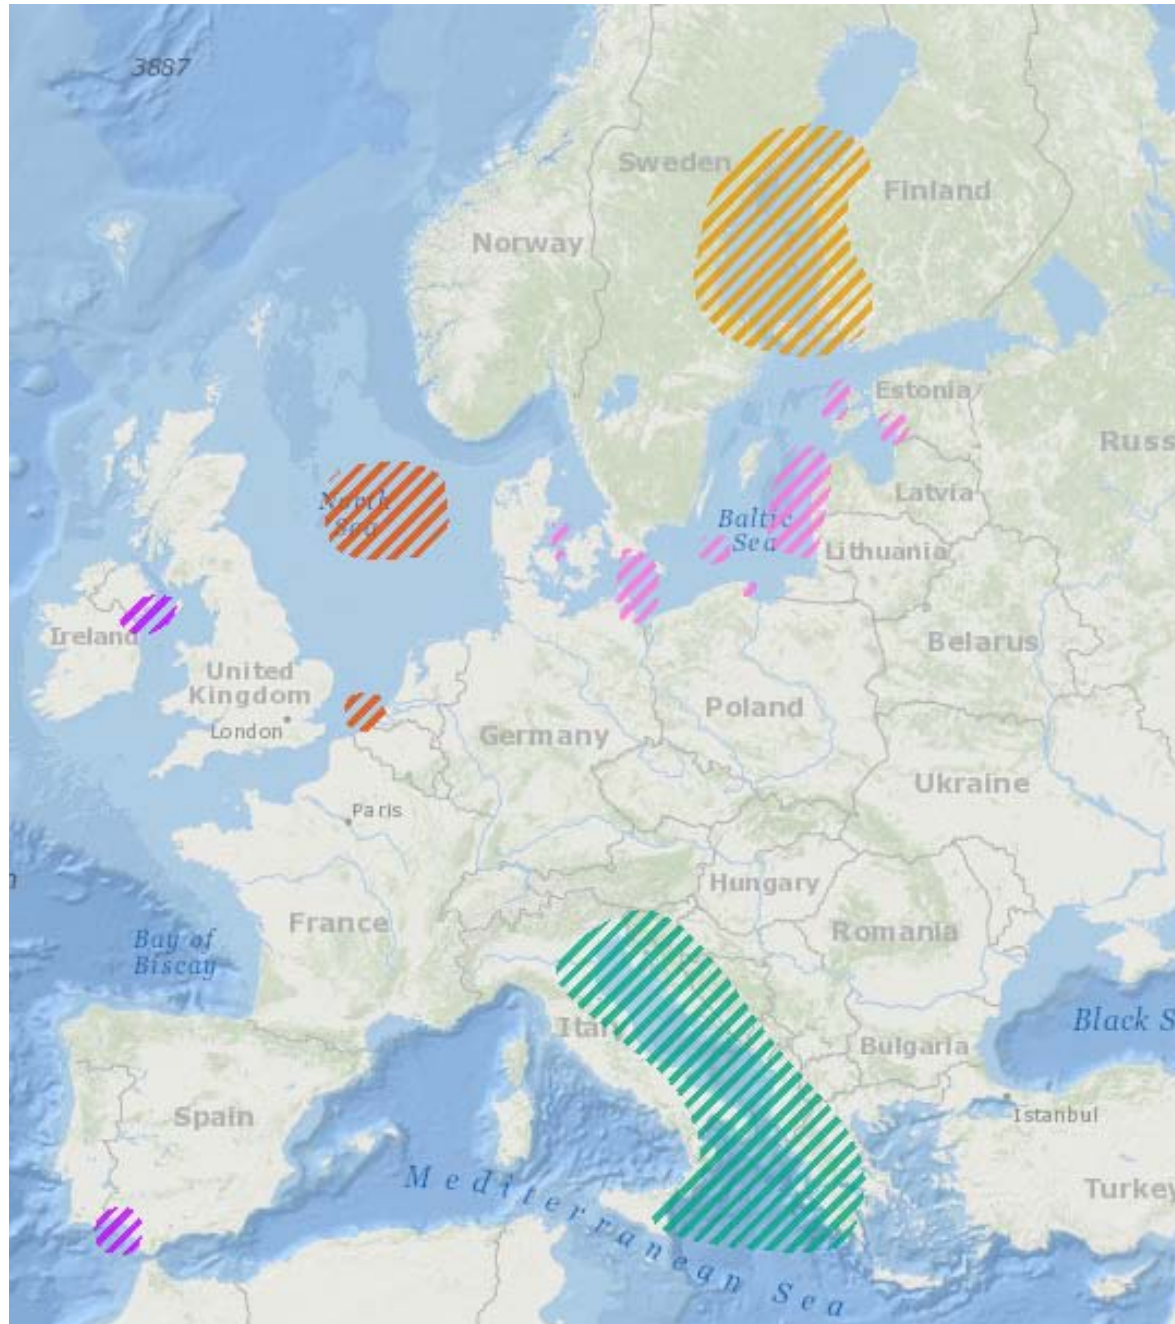 3887
Sweden
Finland
Norway
Estonia
Russ
Latvia
North
Sea
Baltic
Sea
Lithuania
Ireland
Belarus
United
Kingdom
London
Germany
Poland
Ukraine
Paris
Hungary
France
Romania
Bay of
Biscay
Ital
Black S
Bulgaria
Istanbul
Spain
Mediterranean Sea
Turkey